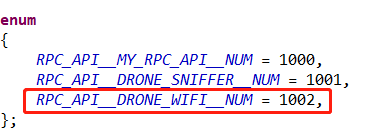 enum
{
RPC_API__MY_RPC_API__NUM = 1000,
RPC_API__DRONE_SNIFFER__NUM = 1001,
RPC_API__DRONE_WIFI__NUM = 1002,
};